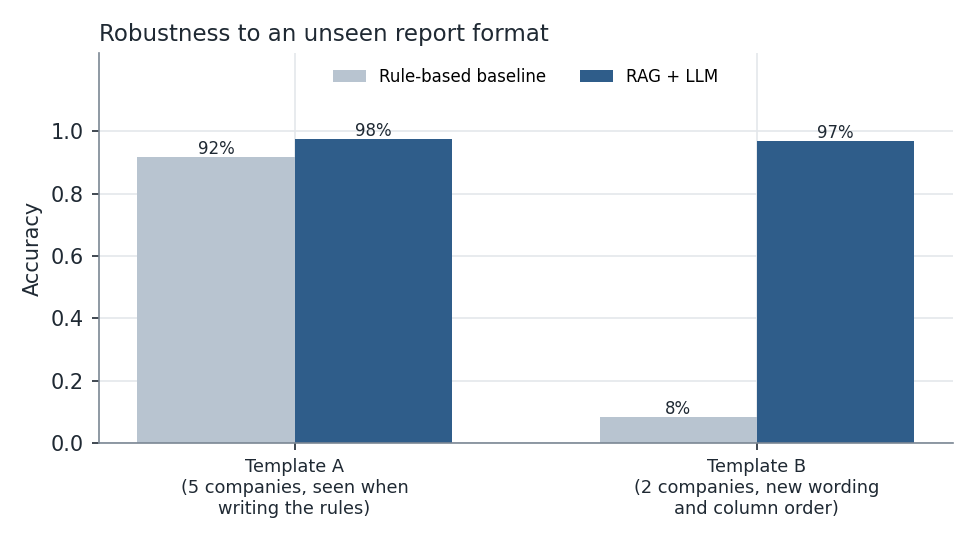 Robustness to an unseen report format
Rule-based baseline
RAG + LLM
Accuracy
1.0
0.8
0.6
0.4
0.2
0.0
92%
98%
8%
97%
Template A
(5 companies, seen when
writing the rules)
Template B
(2 companies, new wording
and column order)